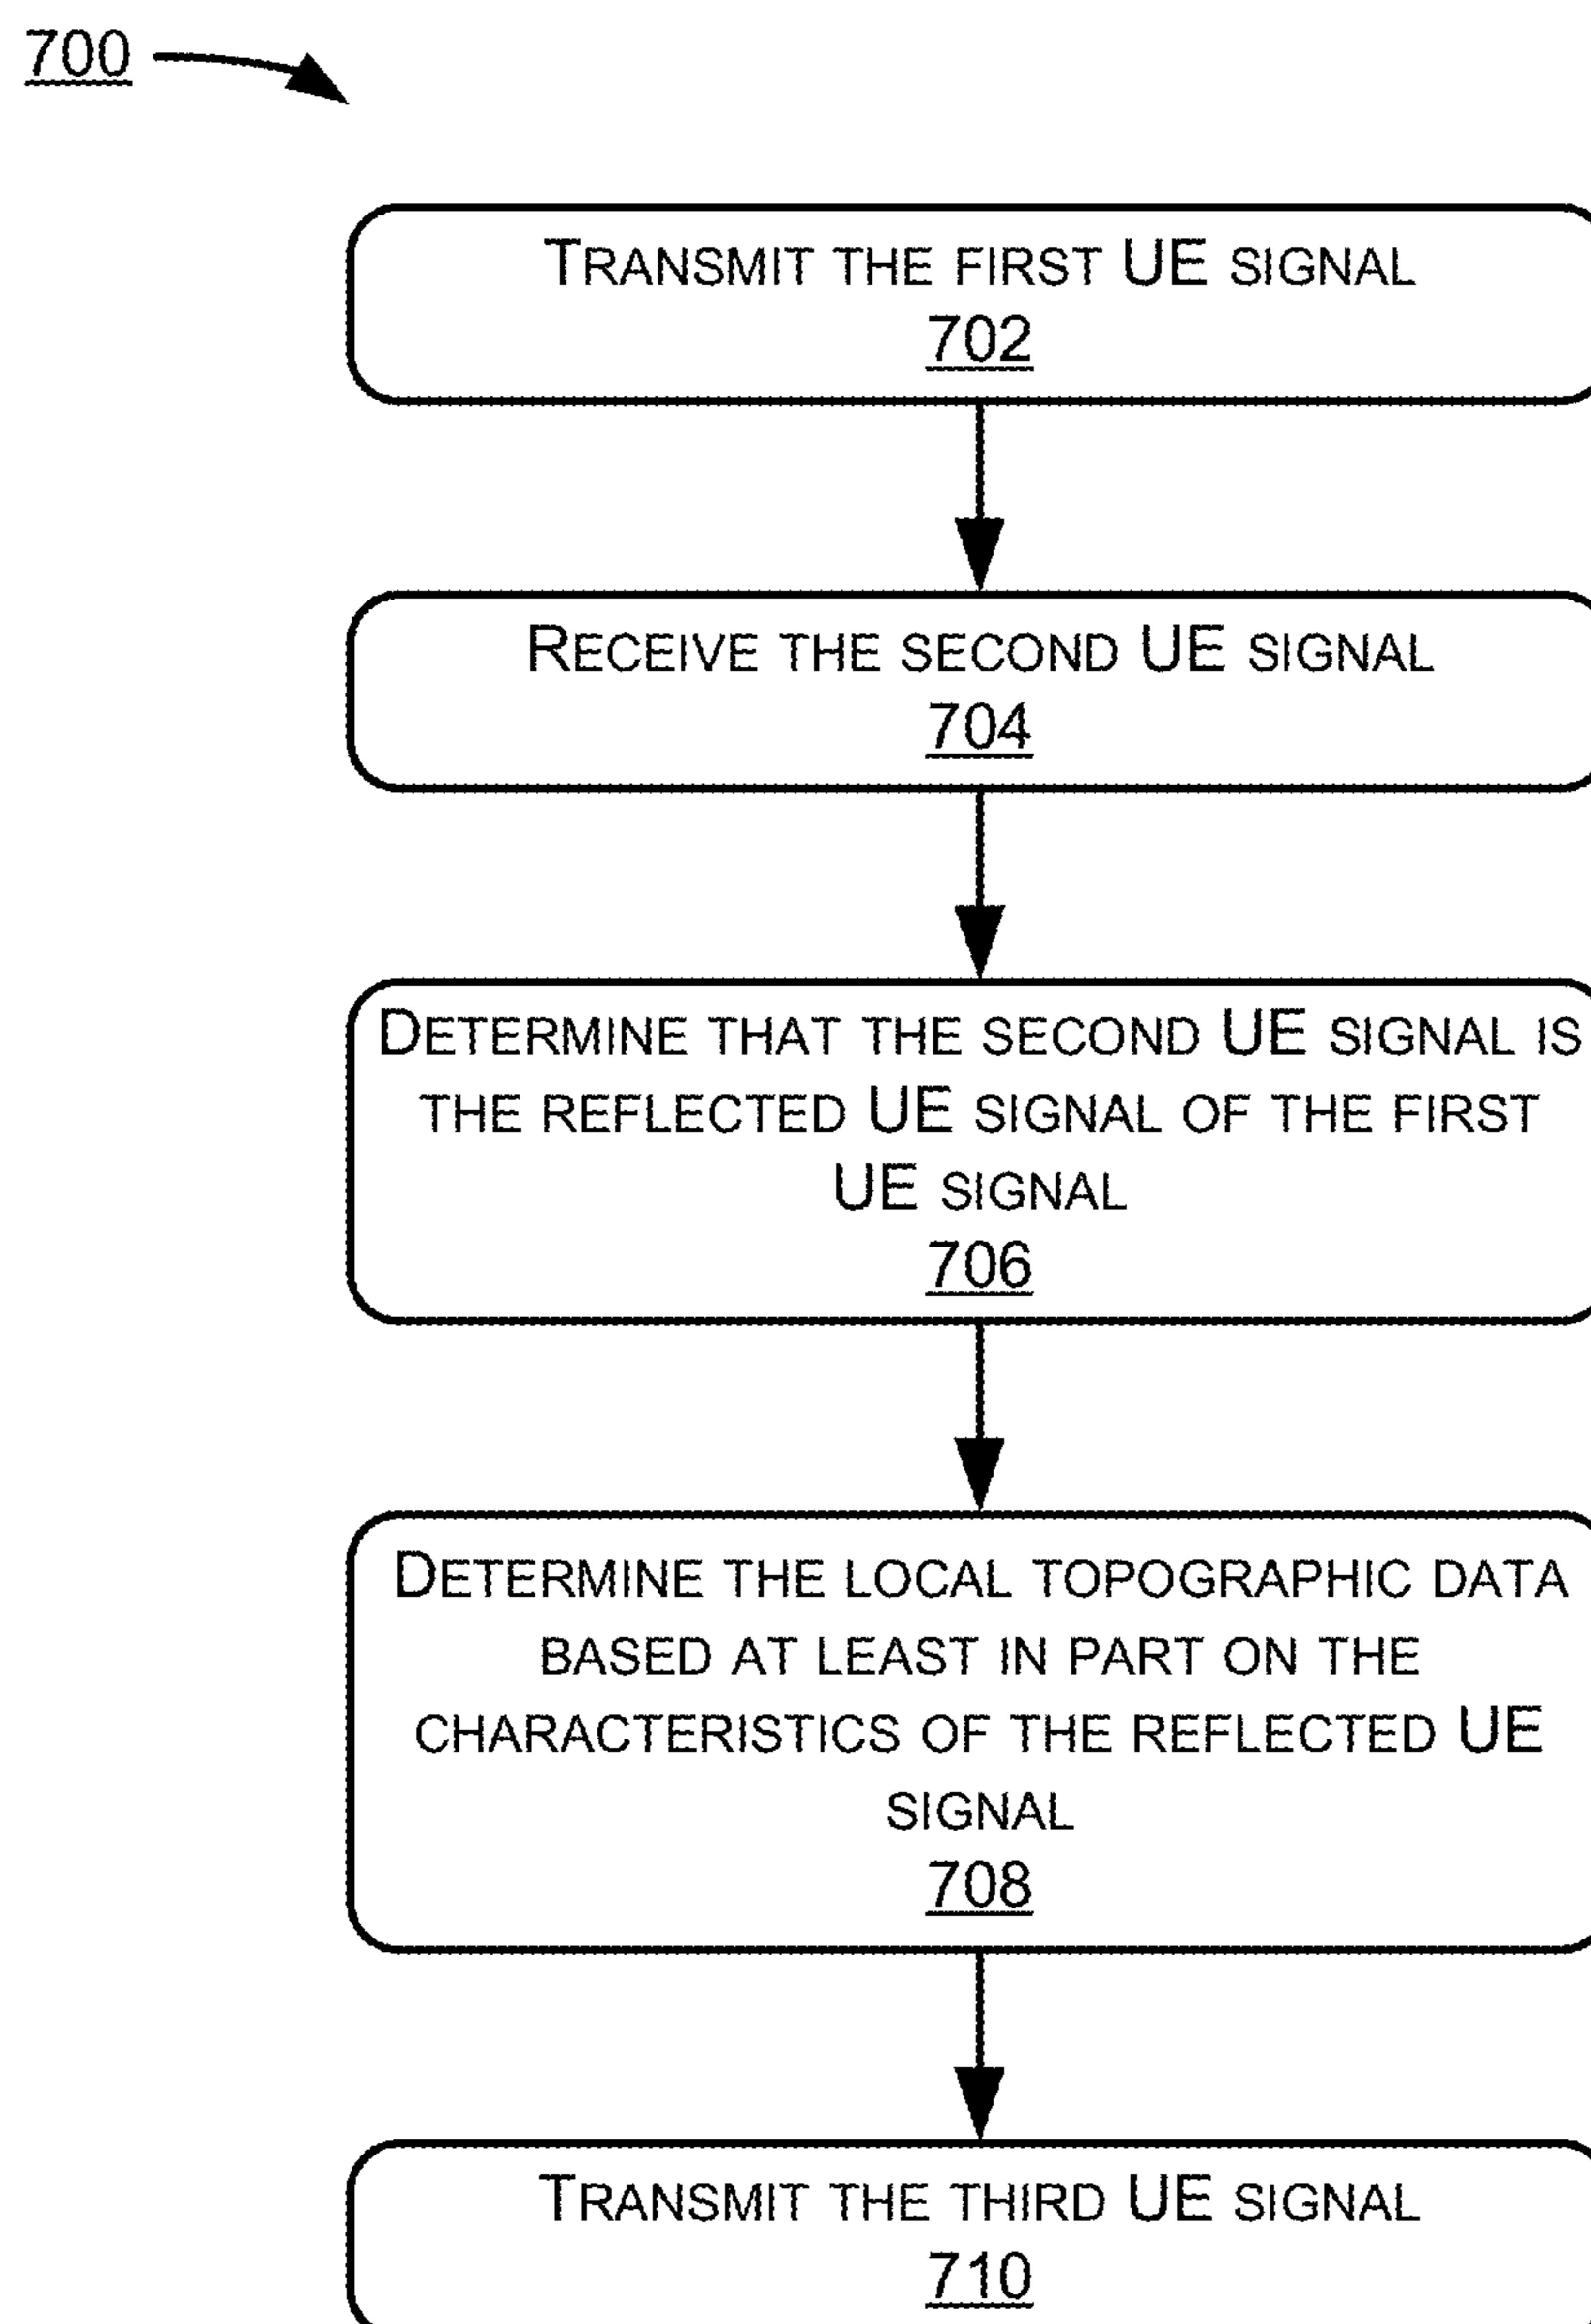 700
TRANSMIT THE FIRST UE SIGNAL
702
RECEIVE THE SECOND UE SIGNAL
704
DETERMINE THAT THE SECOND UE SIGNAL IS
THE REFLECTED UE SIGNAL OF THE FIRST
UE SIGNAL
706
DETERMINE THE LOCAL TOPOGRAPHIC DATA
BASED AT LEAST IN PART ON THE
CHARACTERISTICS OF THE REFLECTED UE
SIGNAL
708
TRANSMIT THE THIRD UE SIGNAL
710